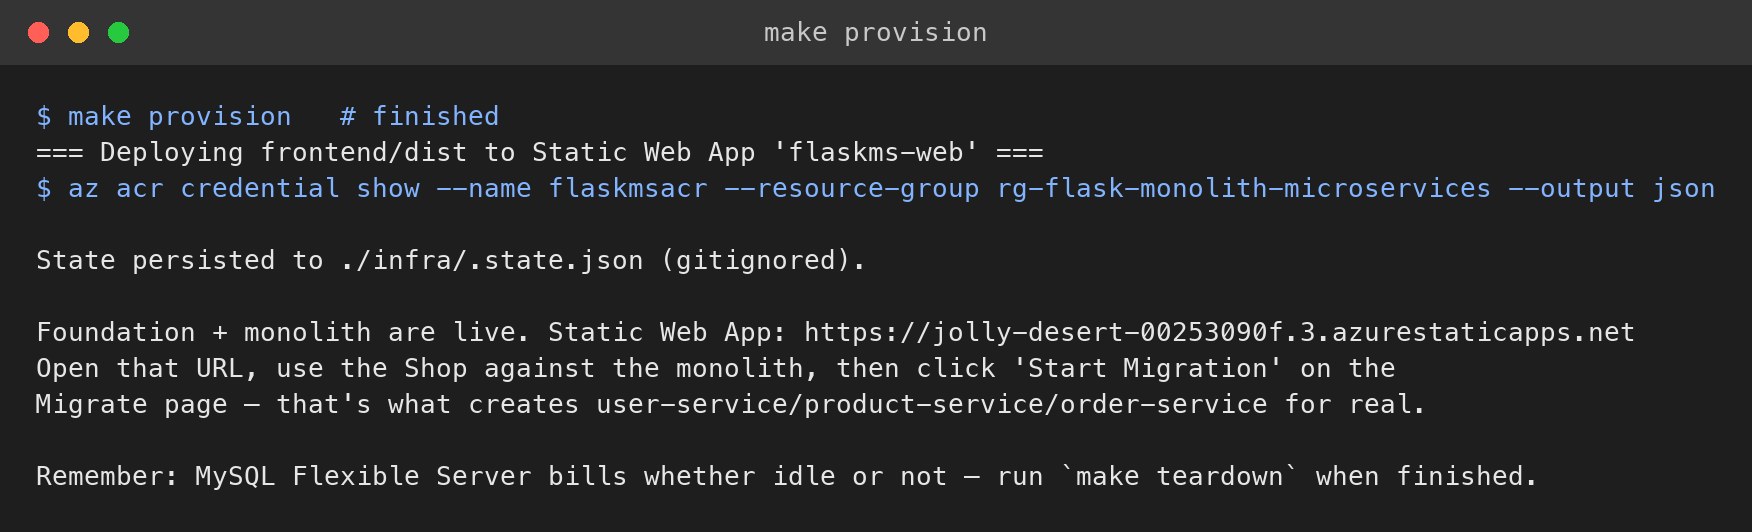 make provision
$ make provision   # finished
=== Deploying frontend/dist to Static Web App 'flaskms-web' ===
$ az acr credential show --name flaskmsacr --resource-group rg-flask-monolith-microservices --output json
State persisted to ./infra/.state.json (gitignored).
Foundation + monolith are live. Static Web App: https://jolly-desert-00253090f.3.azurestaticapps.net
Open that URL, use the Shop against the monolith, then click 'Start Migration' on the
Migrate page — that's what creates user-service/product-service/order-service for real.
Remember: MySQL Flexible Server bills whether idle or not — run `make teardown` when finished.